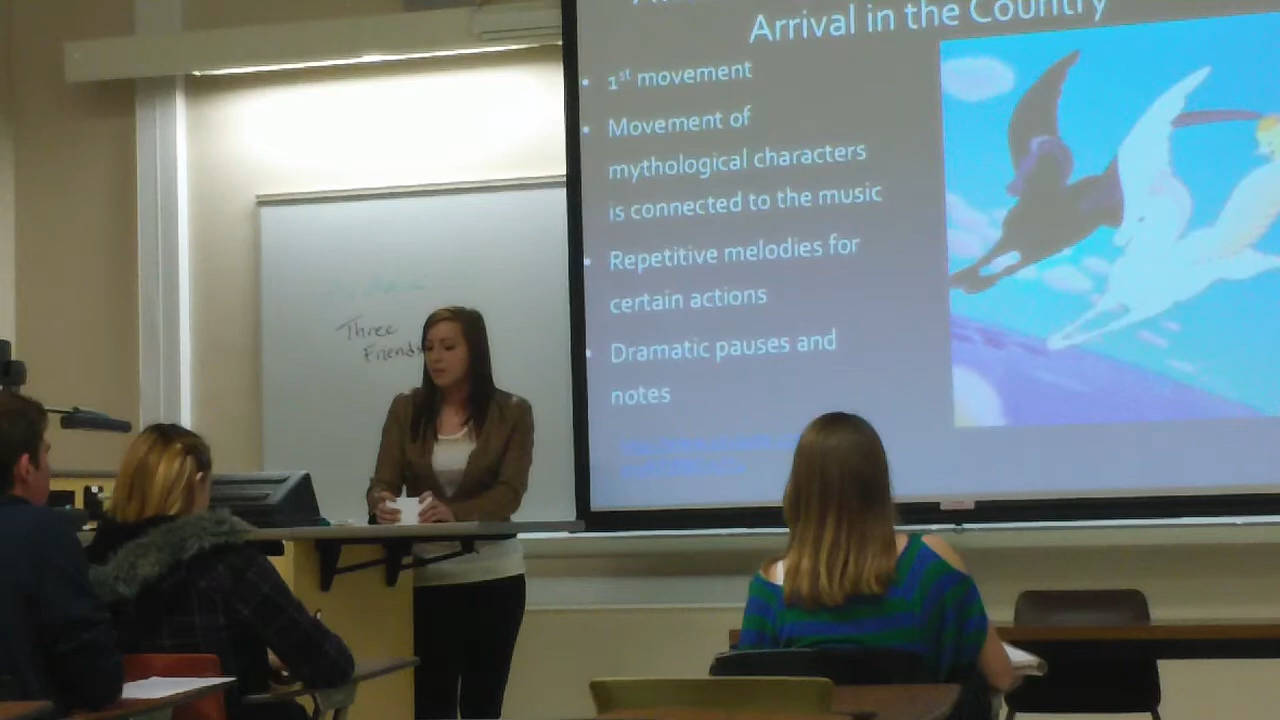 Arrival in the Country
• 1st movement
• Movement of
mythological characters
is connected to the music
• Repetitive melodies for
certain actions
• Dramatic pauses and
notes
Three
Friends